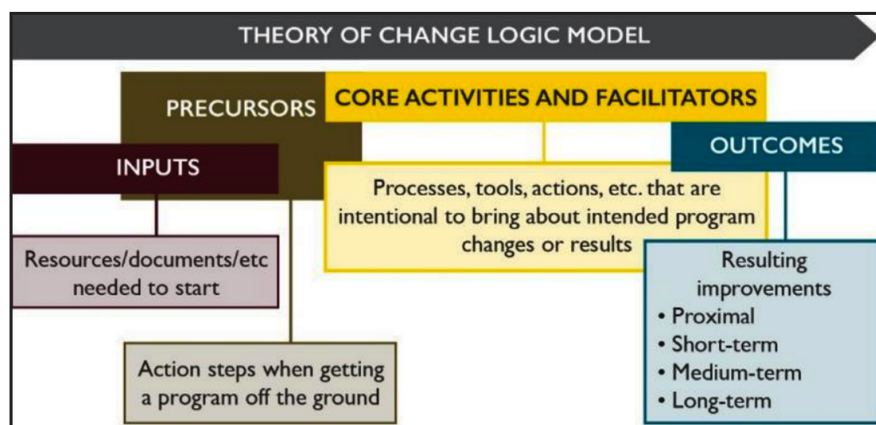 THEORY OF CHANGE LOGIC MODEL
INPUTS
Resources/documents/etc
needed to start
PRECURSORS
Action steps when getting
a program off the ground
CORE ACTIVITIES AND FACILITATORS
Processes, tools, actions, etc. that are
intentional to bring about intended program
changes or results
OUTCOMES
Resulting
improvements
• Proximal
• Short-term
• Medium-term
• Long-term